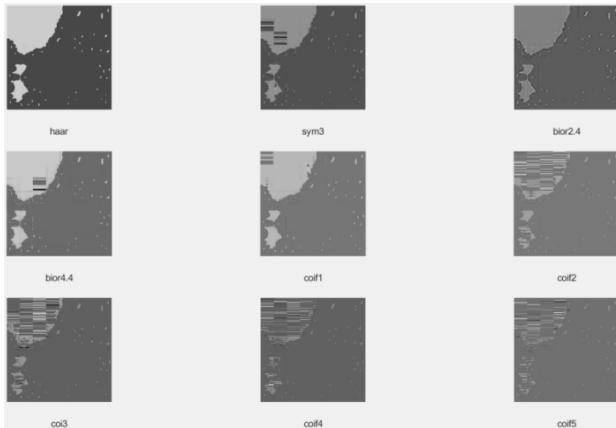 haar
sym3
bior2.4
bior4.4
coif1
coif2
coi3
coif4
coif5